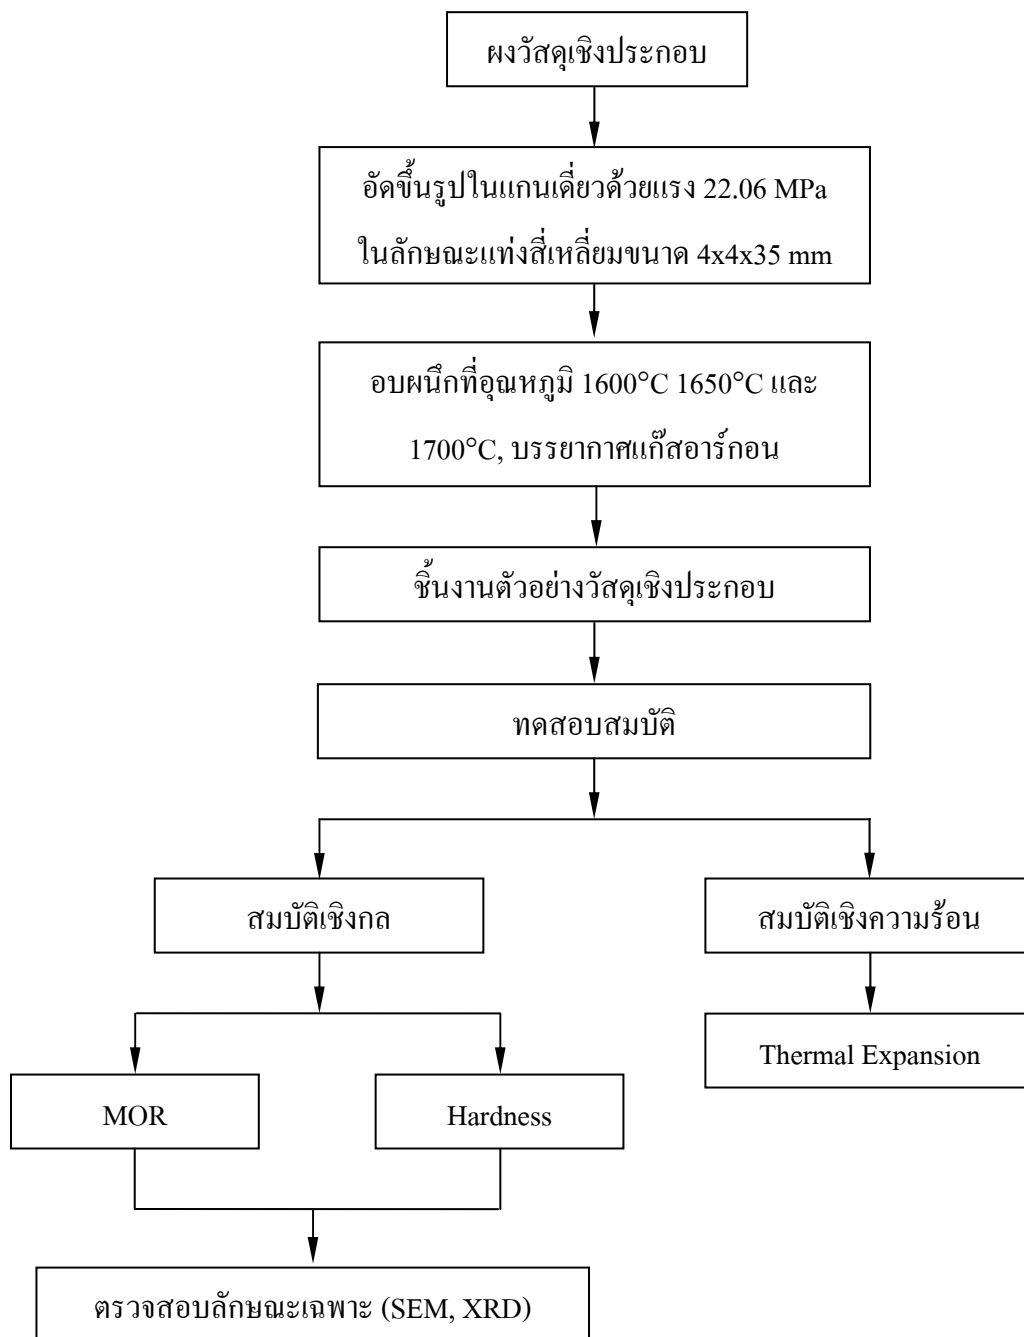 ผงวัสดุเชิงประกอบ
อัดขึ้นรูปในแกนเดี่ยวด้วยแรง 22.06 MPa
ในลักษณะแท่งสี่เหลี่ยมขนาด 4x4x35 mm
อบผนึกที่อุณหภูมิ 1600°C 1650°C และ
1700°C, บรรยากาศแก๊สอาร์กอน
ชิ้นงานตัวอย่างวัสดุเชิงประกอบ
ทดสอบสมบัติ
สมบัติเชิงกล
สมบัติเชิงความร้อน
Thermal Expansion
MOR
Hardness
ตรวจสอบลักษณะเฉพาะ (SEM, XRD)